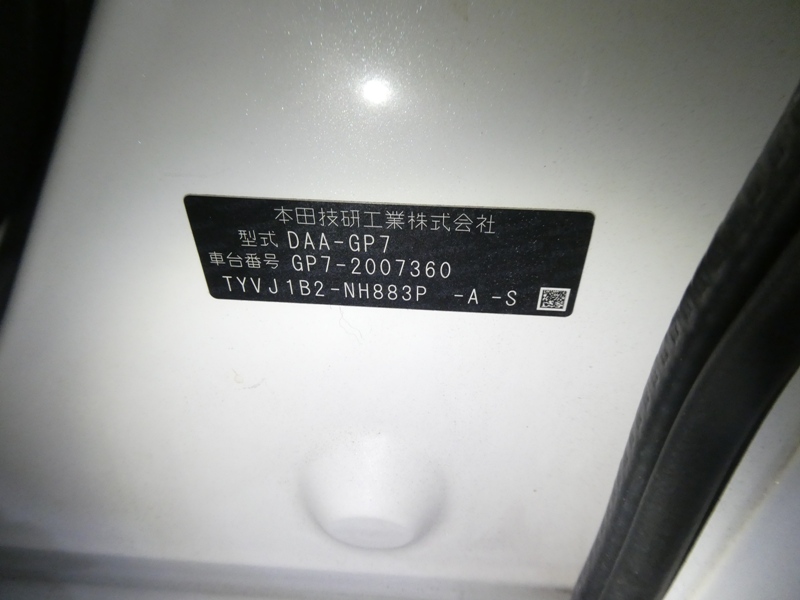 本田技研工業株式会社
型式 DAA-GP7
車台番号 GP7-2007360
TYVJ1B2-NH883P -A -S